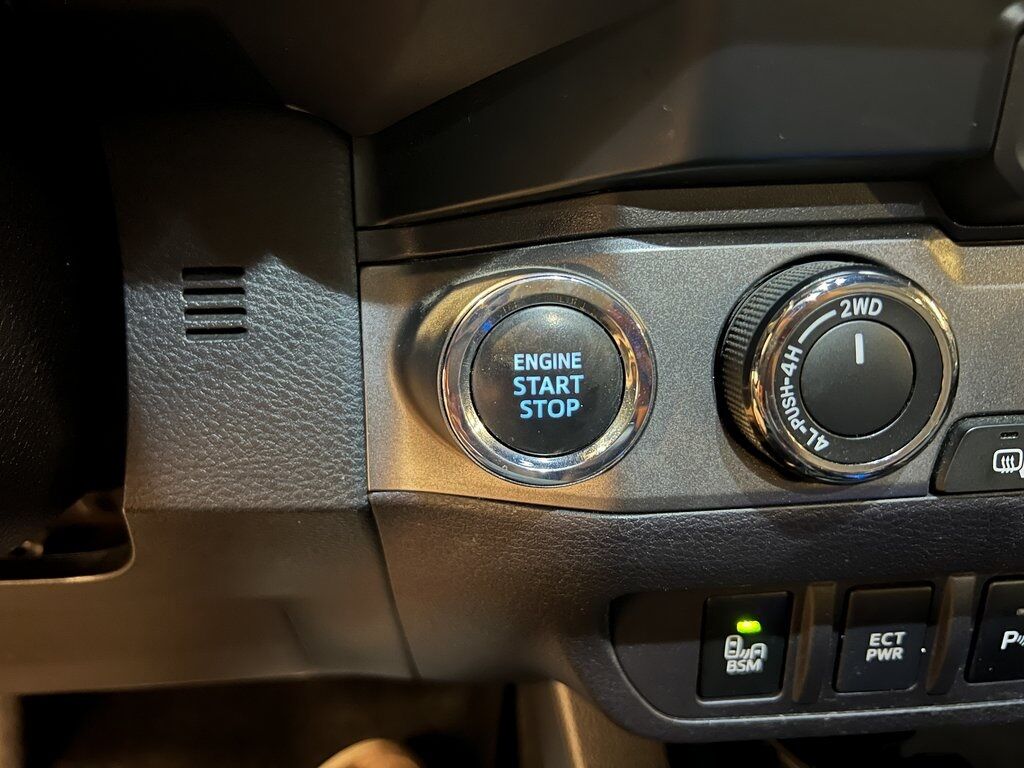 ENGINE
START
STOP
2WD
4L-PUSH-4H
BSM
ECT
PWR
P